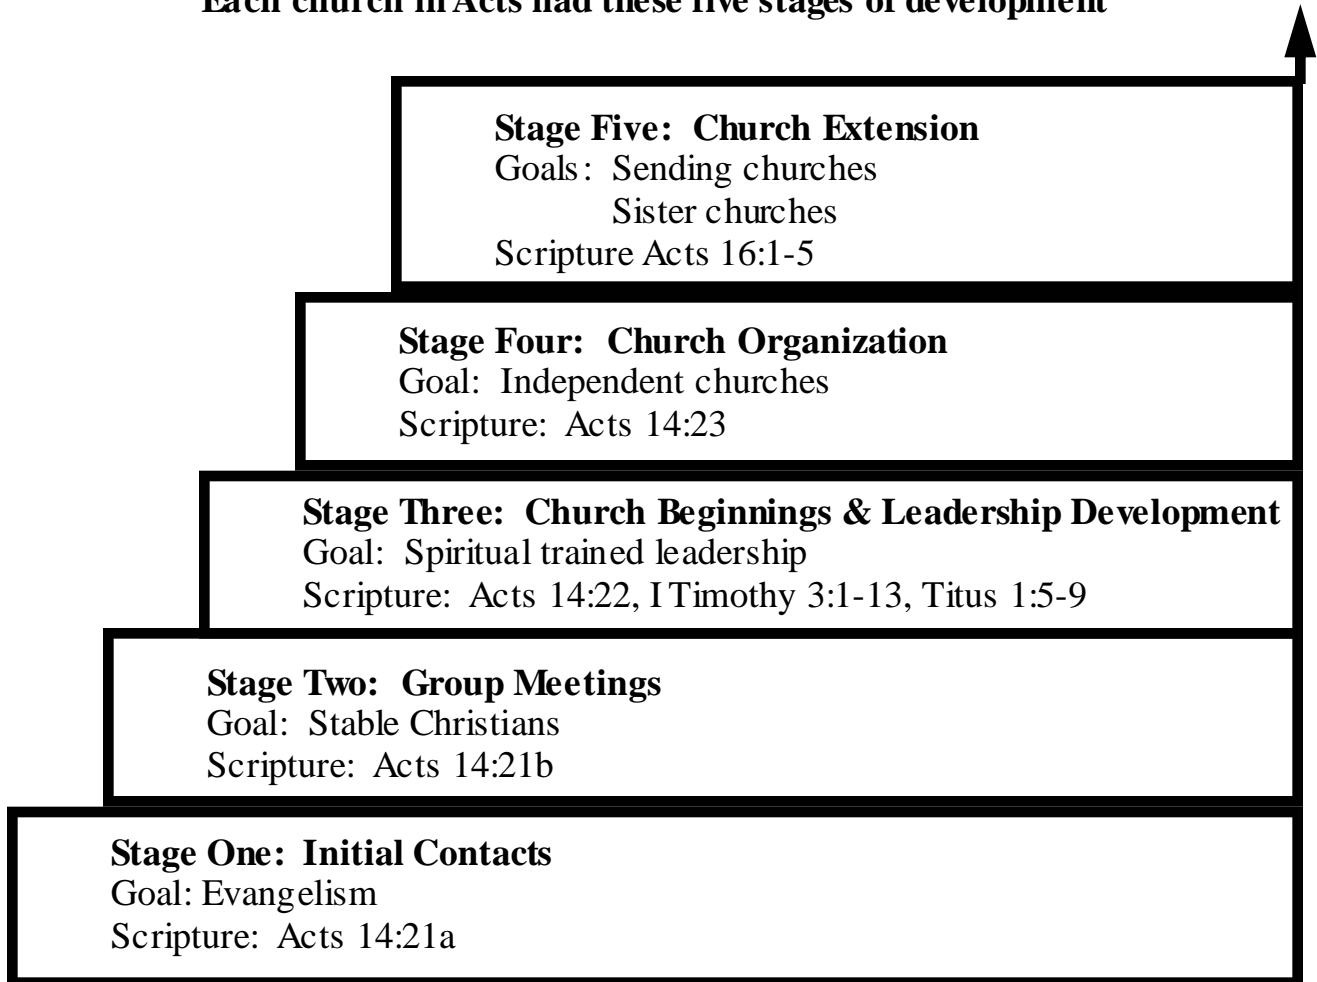 Each church in Acts had these five stages of development
Stage Five: Church Extension
Goals: Sending churches
Sister churches
Scripture Acts 16:1-5
Stage Four: Church Organization
Goal: Independent churches
Scripture: Acts 14:23
Stage Three: Church Beginnings & Leadership Development
Goal: Spiritual trained leadership
Scripture: Acts 14:22, I Timothy 3:1-13, Titus 1:5-9
Stage Two: Group Meetings
Goal: Stable Christians
Scripture: Acts 14:21b
Stage One: Initial Contacts
Goal: Evangelism
Scripture: Acts 14:21a